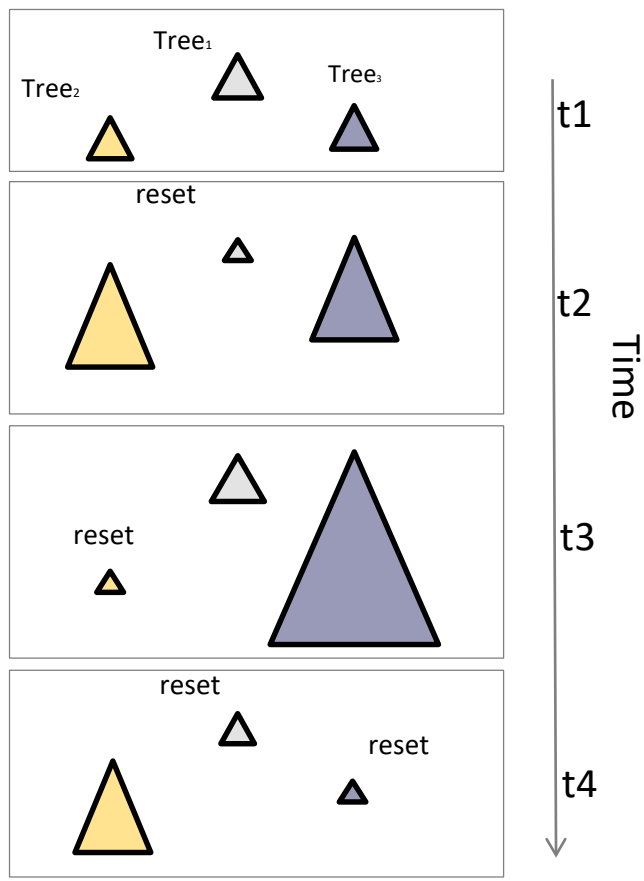 Tree₁
Tree₂
Tree₃
t1
reset
t2
Time
reset
t3
reset
reset
t4